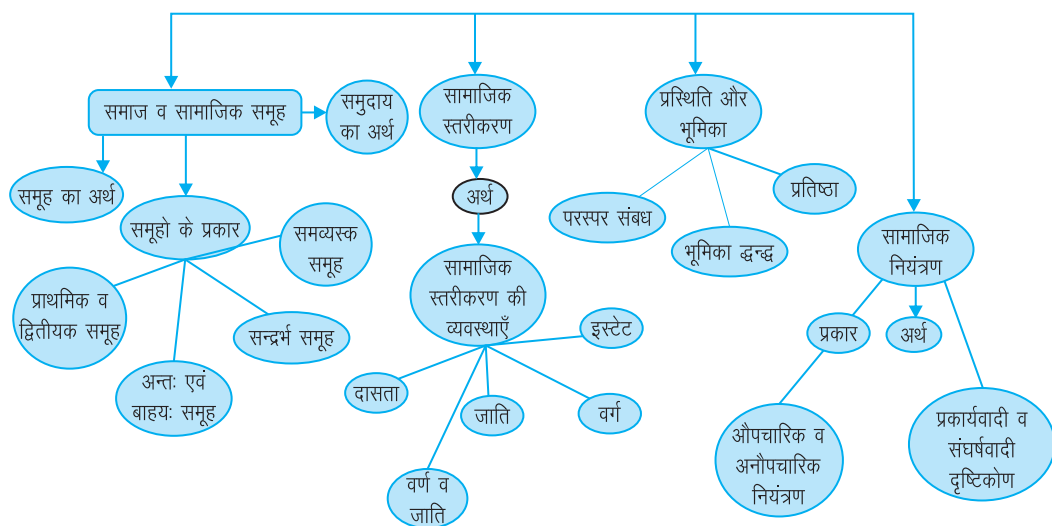 समाज व सामाजिक समूह
समुदाय
का अर्थ
समूह का अर्थ
समूहो के प्रकार
समव्यस्क
समूह
प्राथमिक व
द्वितीयक समूह
अन्तः एवं
बाहयः समूह
सन्दर्भ समूह
सामाजिक
स्तरीकरण
अर्थ
सामाजिक
स्तरीकरण की
व्यवस्थाएँ
इस्टेट
दासता
जाति
वर्ग
वर्ण व
जाति
प्रस्थिति और
भूमिका
परस्पर संबध
भूमिका द्धन्द्ध
प्रतिष्ठा
सामाजिक
नियंत्रण
प्रकार
अर्थ
औपचारिक व
अनौपचारिक
नियंत्रण
प्रकार्यवादी व
संघर्षवादी
दृष्टिकोण